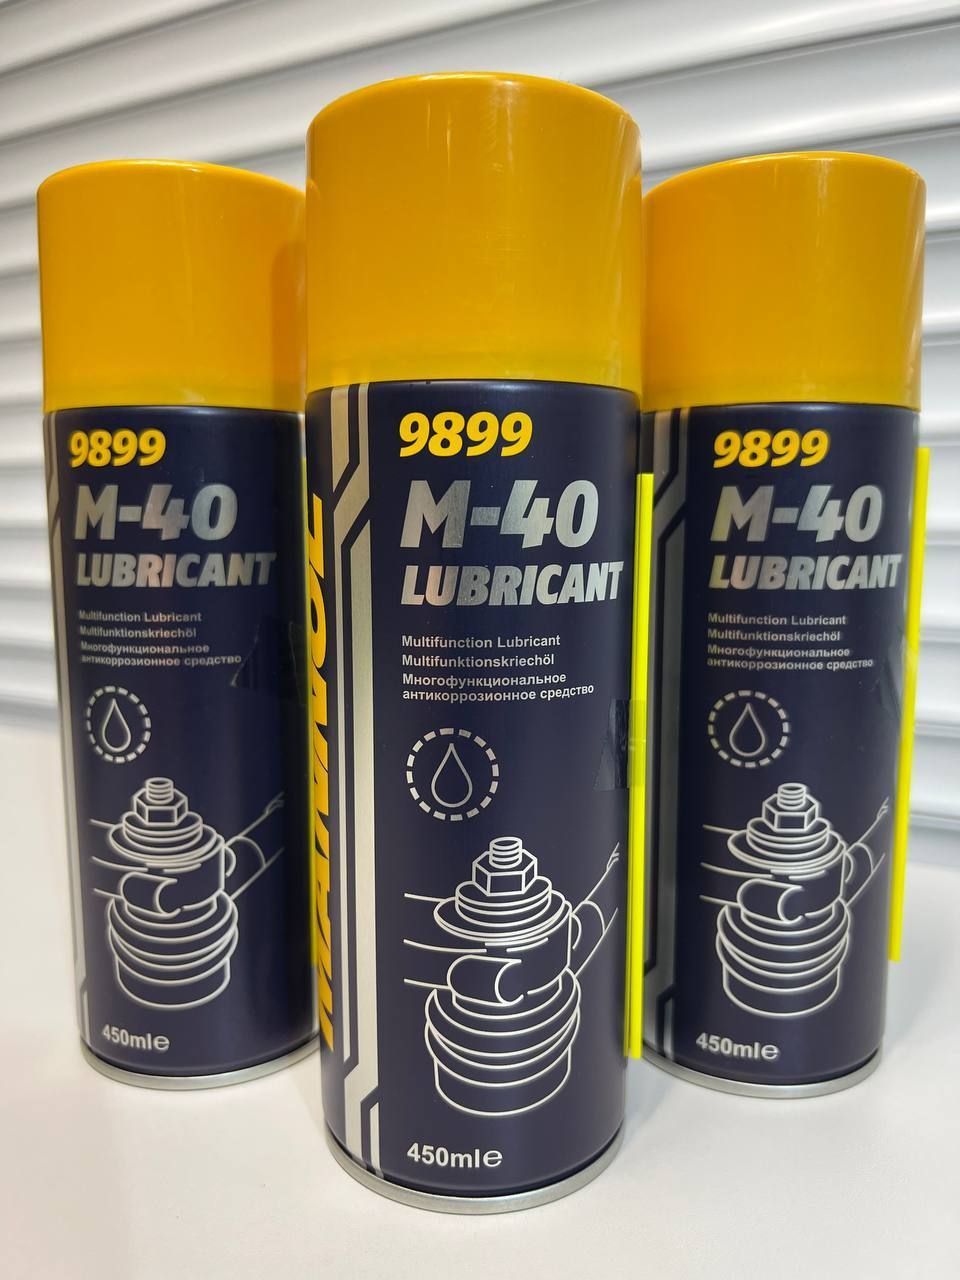 9899
M-40
LUBRICANT
Multifunction Lubricant
Multifunktionskriechöl
Многофункциональное
антикоррозионное средство
450ml℮
MANNOL
9899
M-40
LUBRICANT
Multifunction Lubricant
Multifunktionskriechöl
Многофункциональное
антикоррозионное средство
450ml℮
9899
M-40
LUBRICANT
Multifunction Lubricant
Multifunktionskriechöl
Многофункциональное
антикоррозионное средство
450ml℮